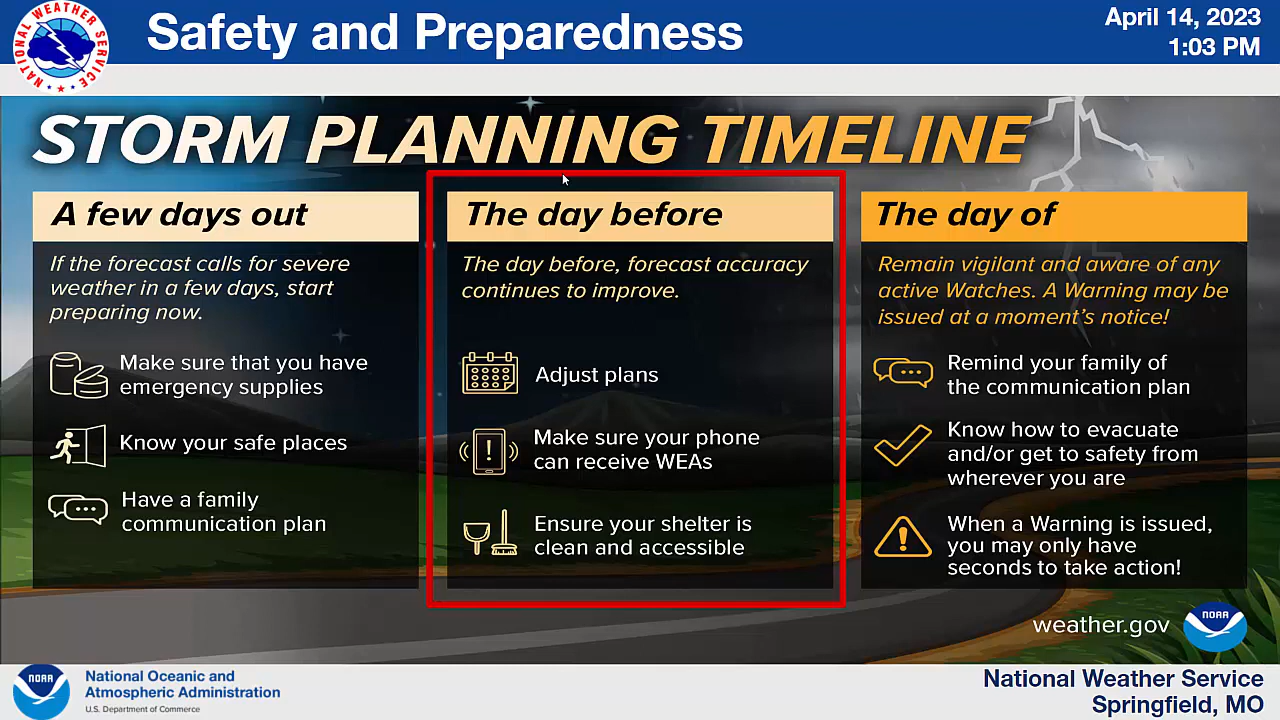 NATIONAL WEATHER SERVICE
Safety and Preparedness
April 14, 2023
1:03 PM
STORM PLANNING TIMELINE
A few days out
If the forecast calls for severe
weather in a few days, start
preparing now.
Make sure that you have
emergency supplies
Know your safe places
Have a family
communication plan
The day before
The day before, forecast accuracy
continues to improve.
Adjust plans
Make sure your phone
can receive WEAs
Ensure your shelter is
clean and accessible
The day of
Remain vigilant and aware of any
active Watches. A Warning may be
issued at a moment's notice!
Remind your family of
the communication plan
Know how to evacuate
and/or get to safety from
wherever you are
When a Warning is issued,
you may only have
seconds to take action!
weather.gov
NOAA
NOAA
National Oceanic and
Atmospheric Administration
U.S. Department of Commerce
National Weather Service
Springfield, MO